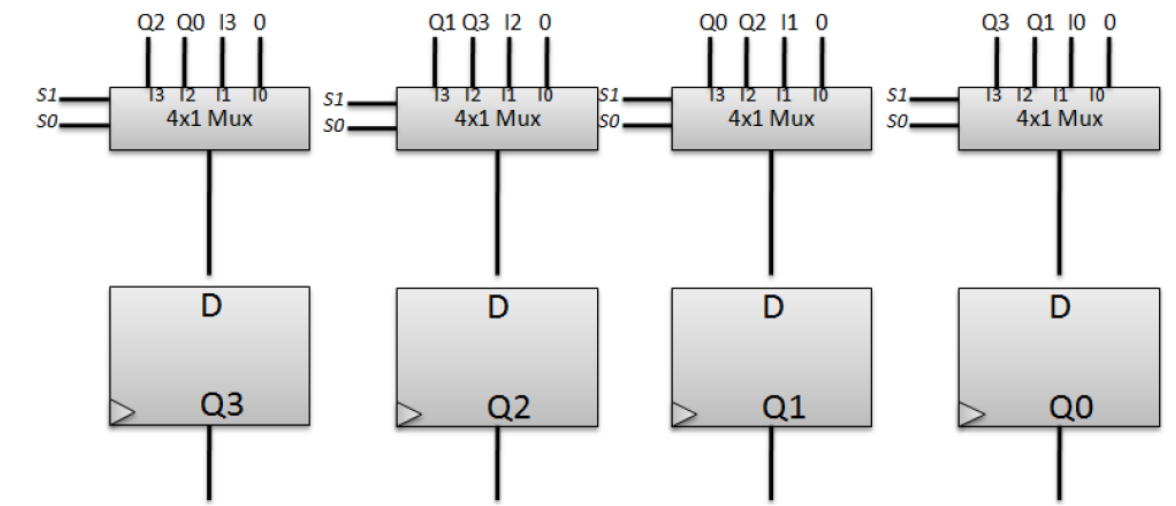 Q2 Q0 I3 0 Q1 Q3 I2 0 Q0 Q2 I1 0 Q3 Q1 I0 0
S1 I3 I2 I1 I0 S1 I3 I2 I1 I0 S1 I3 I2 I1 I0 S1 I3 I2 I1 I0
S0 4x1 Mux S0 4x1 Mux S0 4x1 Mux S0 4x1 Mux
D D D D
Q3 Q2 Q1 Q0